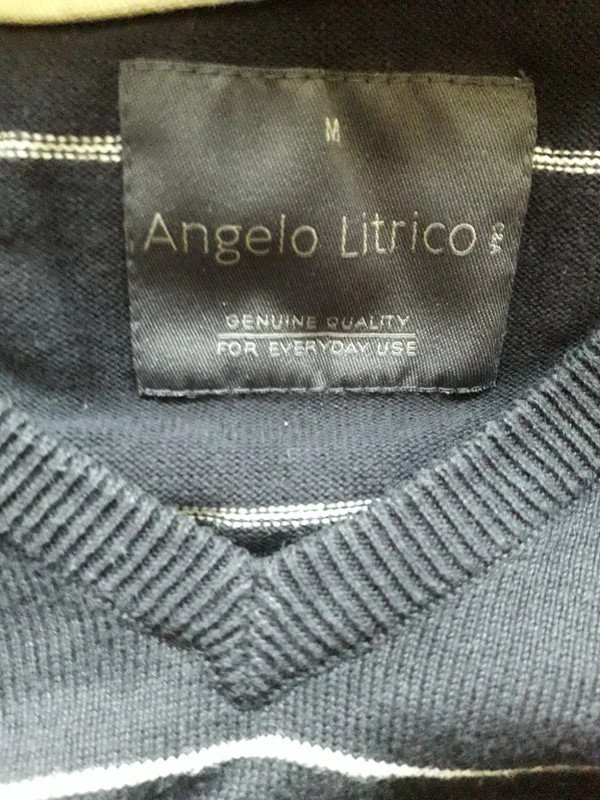 M
Angelo Litrico C&A
GENUINE QUALITY
FOR EVERYDAY USE